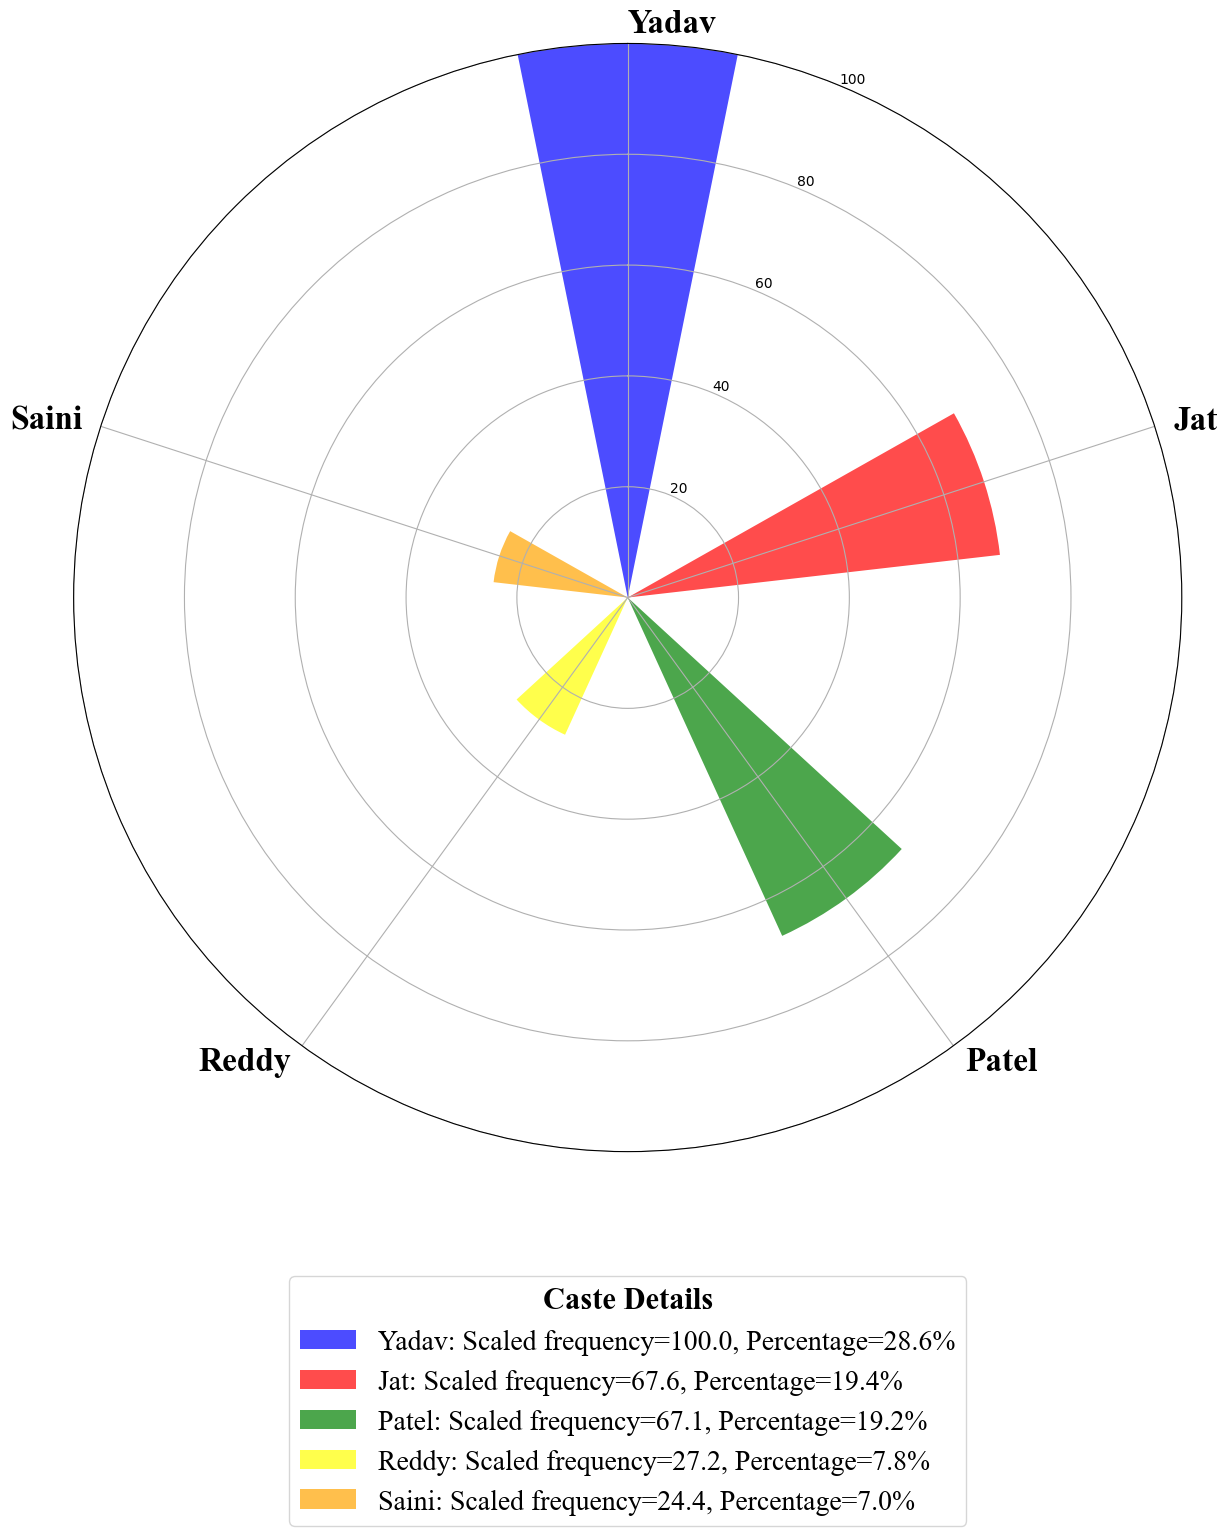 Yadav
100
80
60
40
20
Saini
Jat
Reddy
Patel
Caste Details
Yadav: Scaled frequency=100.0, Percentage=28.6%
Jat: Scaled frequency=67.6, Percentage=19.4%
Patel: Scaled frequency=67.1, Percentage=19.2%
Reddy: Scaled frequency=27.2, Percentage=7.8%
Saini: Scaled frequency=24.4, Percentage=7.0%